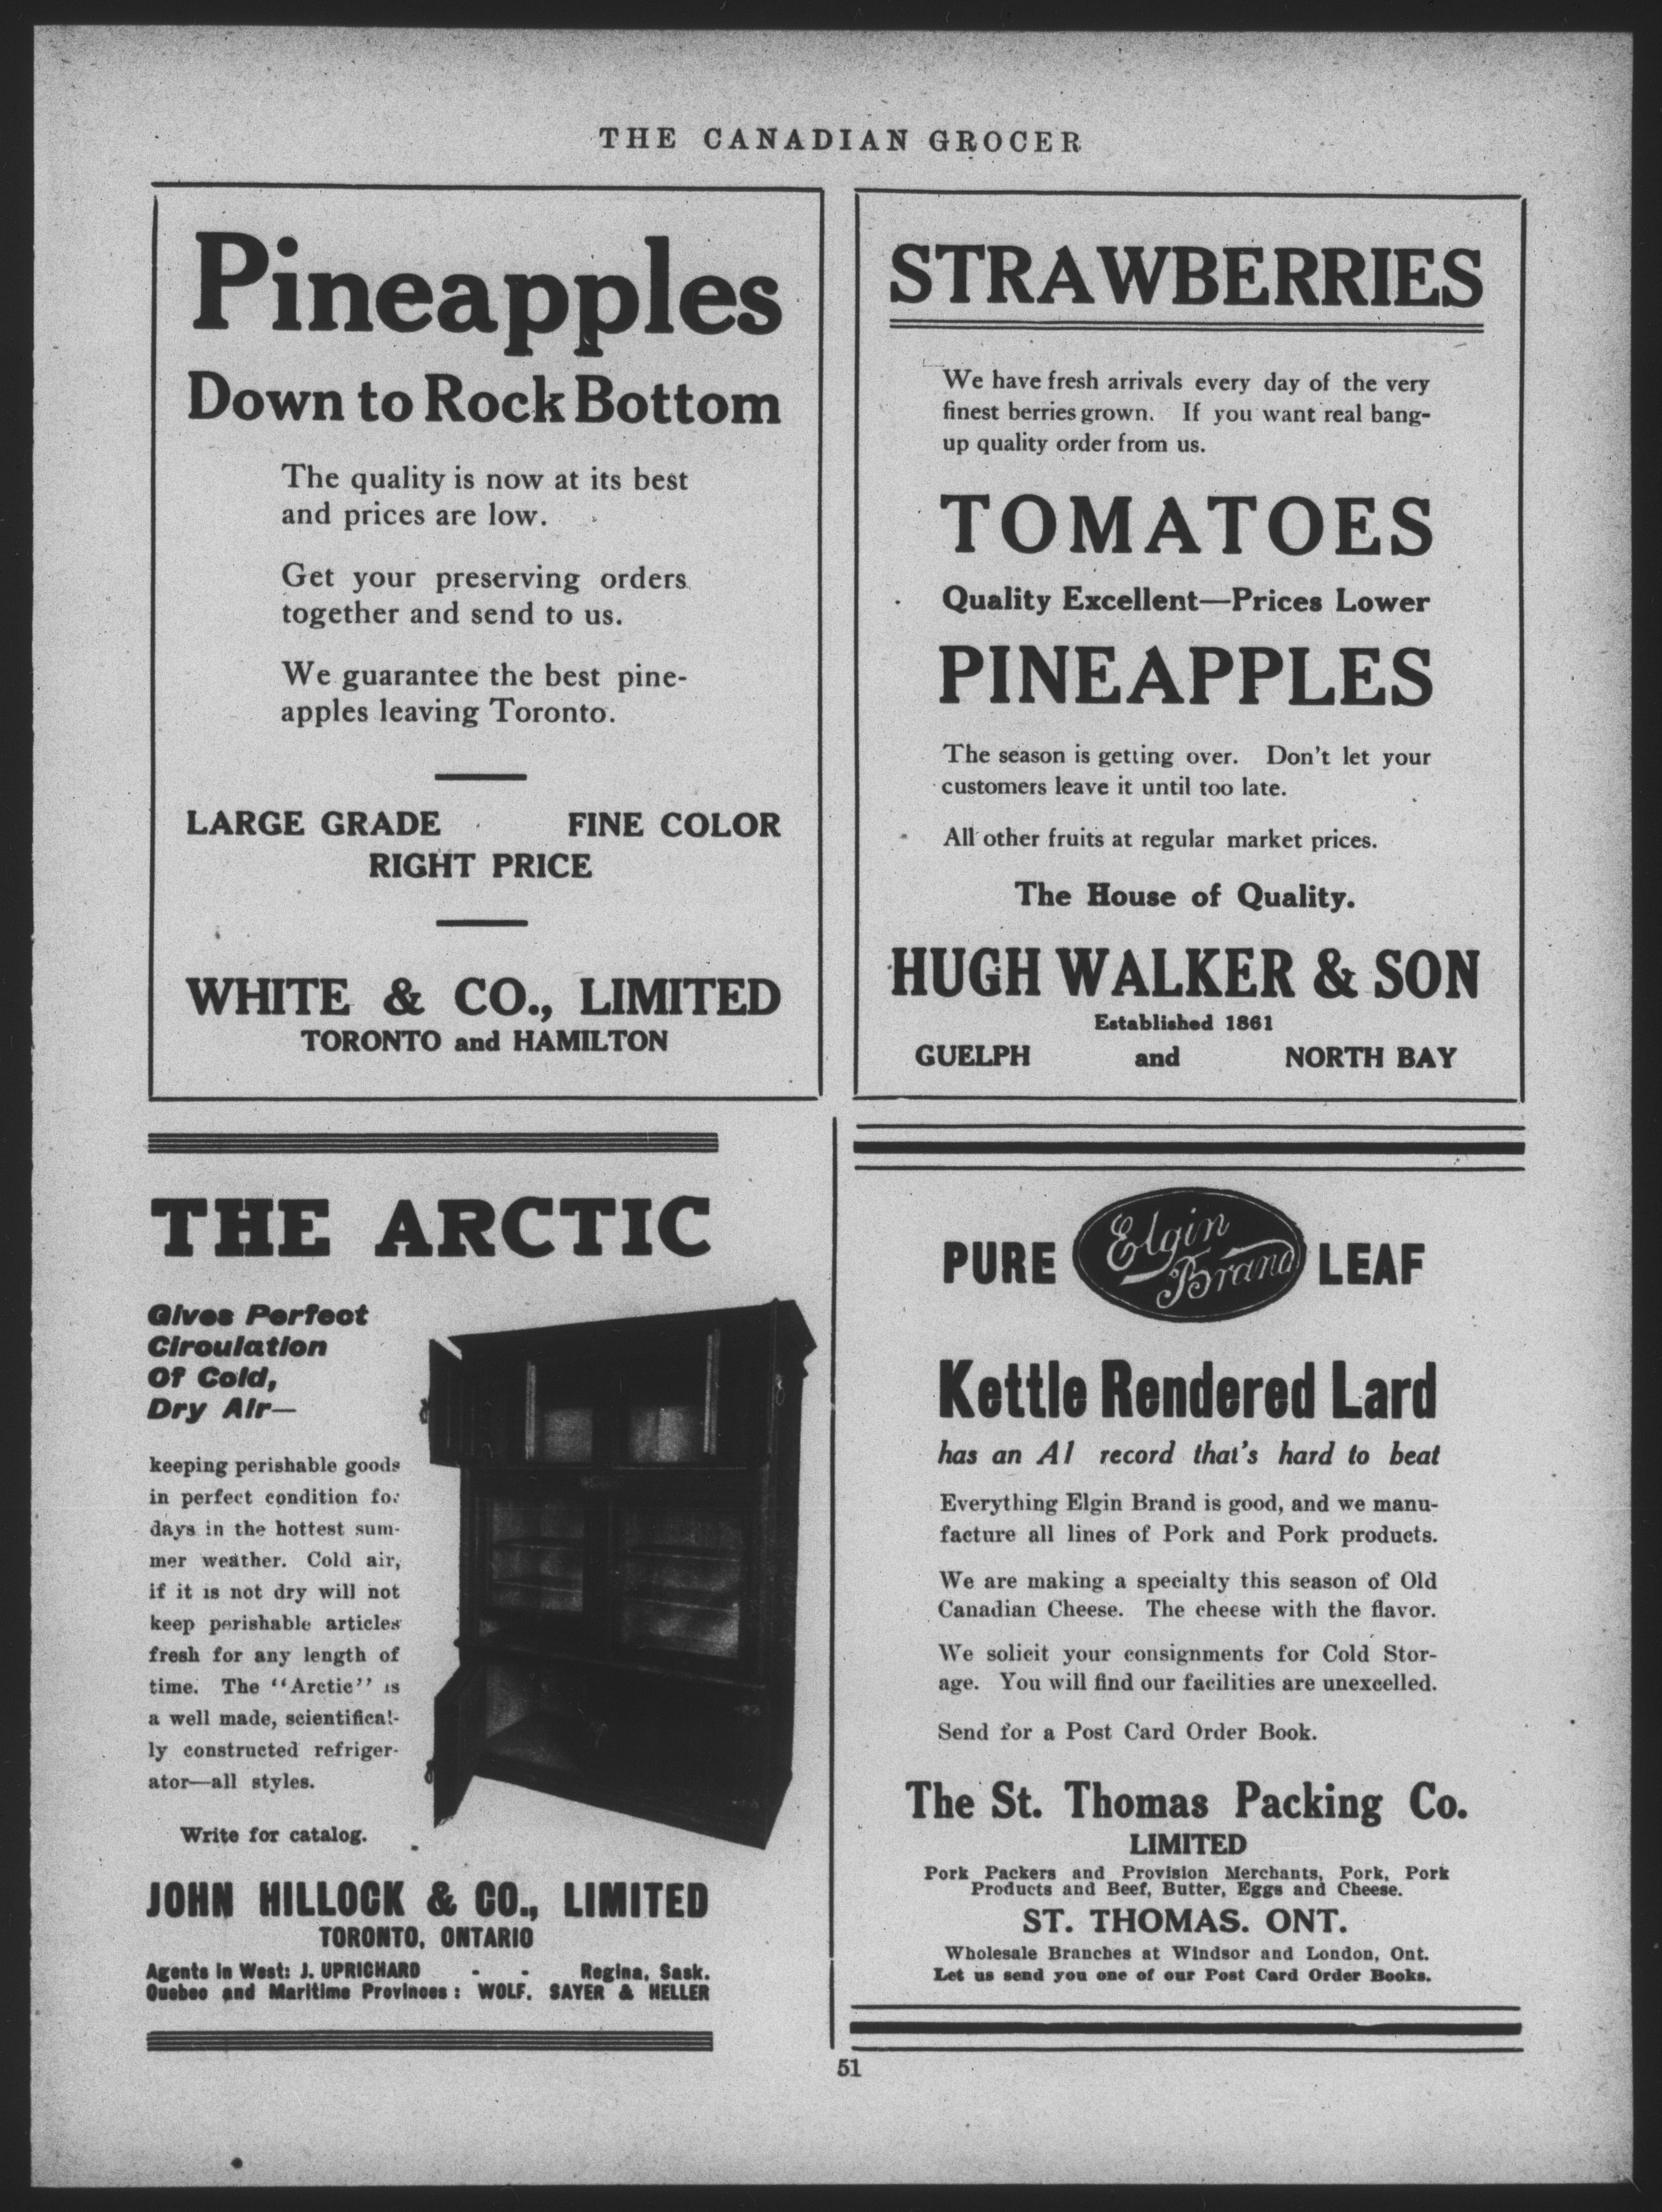 THE CANADIAN GROCER
Pineapples
Down to Rock Bottom
The quality is now at its best
and prices are low.
Get your preserving orders
together and send to us.
We guarantee the best pine-
apples leaving Toronto.
LARGE GRADE FINE COLOR
RIGHT PRICE
WHITE & CO., LIMITED
TORONTO and HAMILTON
STRAWBERRIES
We have fresh arrivals every day of the very
finest berries grown. If you want real bang-
up quality order from us.
TOMATOES
Quality Excellent—Prices Lower
PINEAPPLES
The season is getting over. Don't let your
customers leave it until too late.
All other fruits at regular market prices.
The House of Quality.
HUGH WALKER & SON
Established 1861
GUELPH and NORTH BAY
THE ARCTIC
Gives Perfect
Circulation
Of Cold,
Dry Air—
keeping perishable goods
in perfect condition for
days in the hottest sum-
mer weather. Cold air,
if it is not dry will not
keep perishable articles
fresh for any length of
time. The "Arctic" is
a well made, scientifical-
ly constructed refriger-
ator—all styles.
Write for catalog.
JOHN HILLOCK & CO., LIMITED
TORONTO, ONTARIO
Agents in West: J. UPRICHARD - - Regina, Sask.
Quebec and Maritime Provinces: WOLF, SAYER & HELLER
PURE Elgin Brand LEAF
Kettle Rendered Lard
has an A1 record that's hard to beat
Everything Elgin Brand is good, and we manu-
facture all lines of Pork and Pork products.
We are making a specialty this season of Old
Canadian Cheese. The cheese with the flavor.
We solicit your consignments for Cold Stor-
age. You will find our facilities are unexcelled.
Send for a Post Card Order Book.
The St. Thomas Packing Co.
LIMITED
Pork Packers and Provision Merchants, Pork, Pork
Products and Beef, Butter, Eggs and Cheese.
ST. THOMAS. ONT.
Wholesale Branches at Windsor and London, Ont.
Let us send you one of our Post Card Order Books.
51